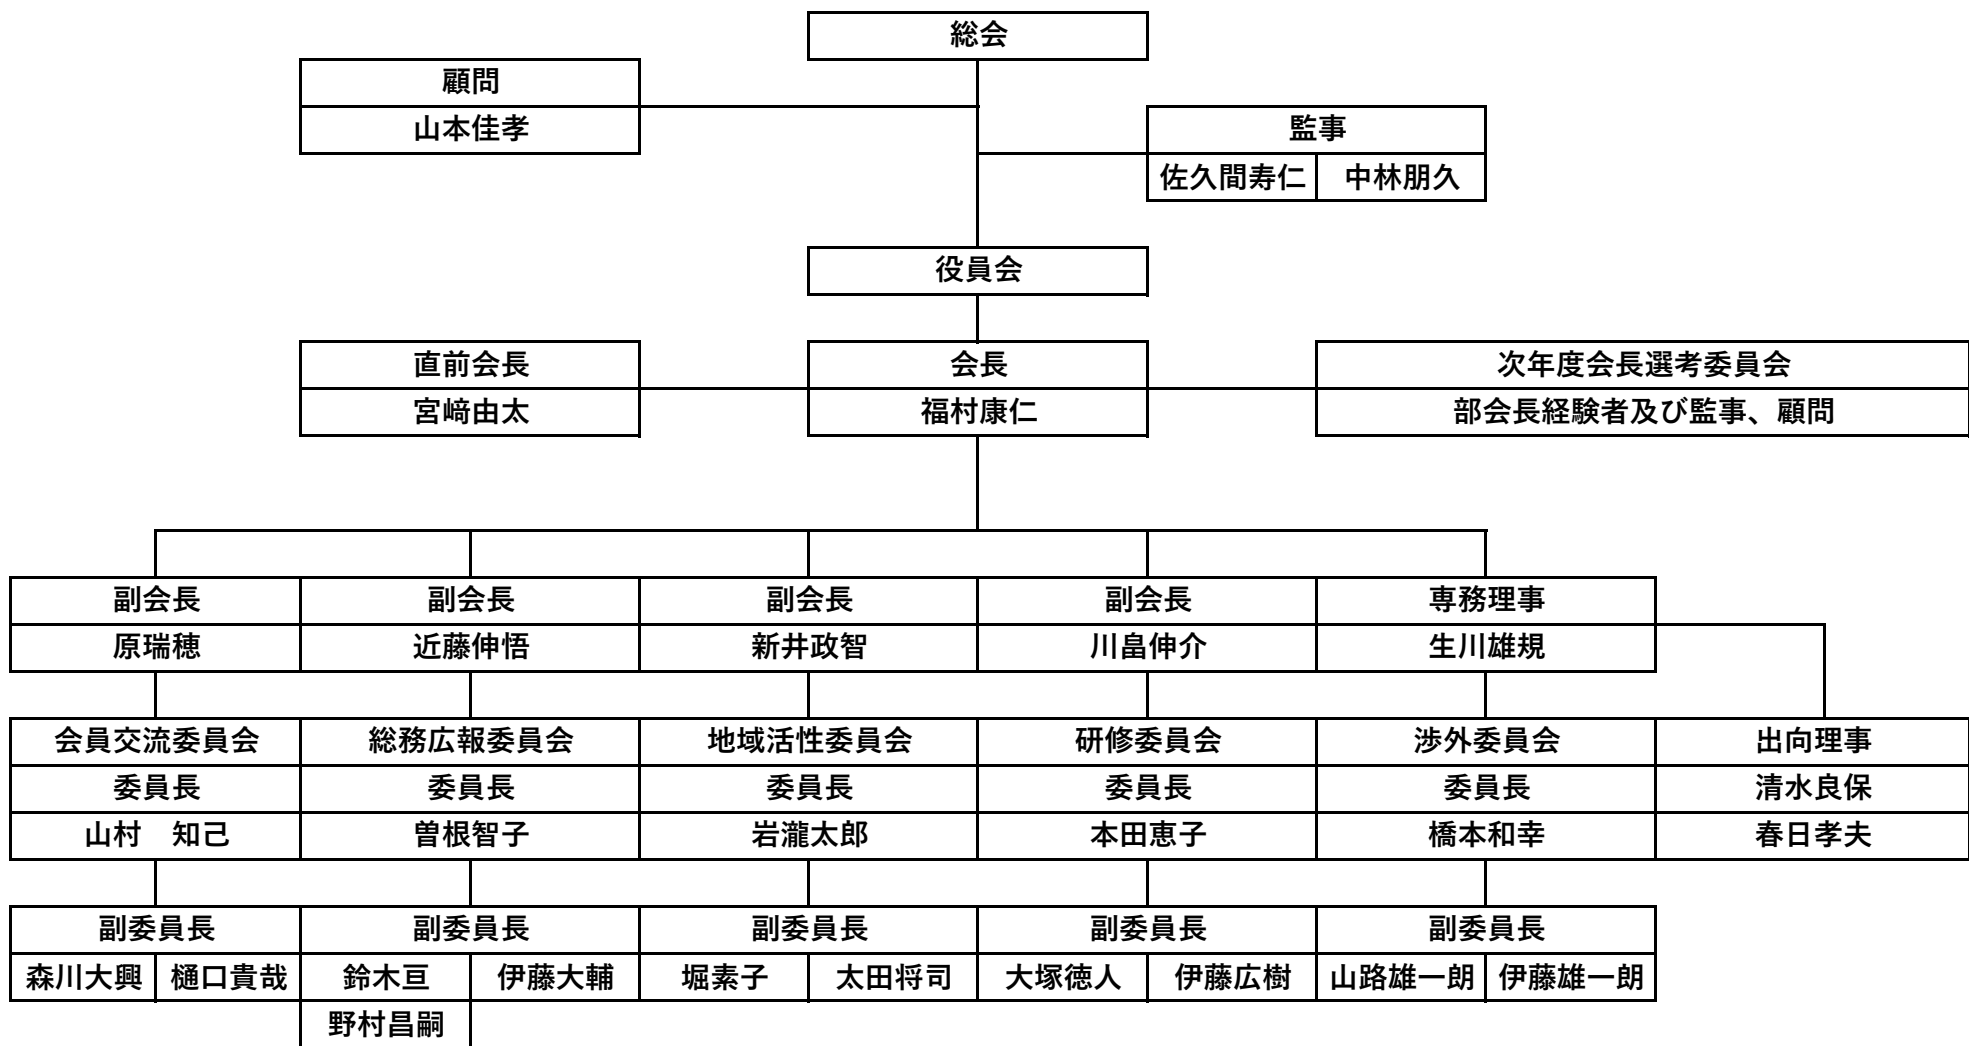 総会
顧問
山本佳孝
監事
佐久間寿仁 中林朋久
役員会
直前会長 会長 次年度会長選考委員会
宮﨑由太 福村康仁 部会長経験者及び監事、顧問
副会長 副会長 副会長 副会長 専務理事
原瑞穂 近藤伸悟 新井政智 川畠伸介 生川雄規
会員交流委員会 総務広報委員会 地域活性委員会 研修委員会 渉外委員会 出向理事
委員長 委員長 委員長 委員長 委員長 清水良保
山村　知己 曽根智子 岩瀧太郎 本田恵子 橋本和幸 春日孝夫
副委員長 副委員長 副委員長 副委員長 副委員長
森川大興 樋口貴哉 鈴木亘 伊藤大輔 堀素子 太田将司 大塚徳人 伊藤広樹 山路雄一朗 伊藤雄一朗
野村昌嗣